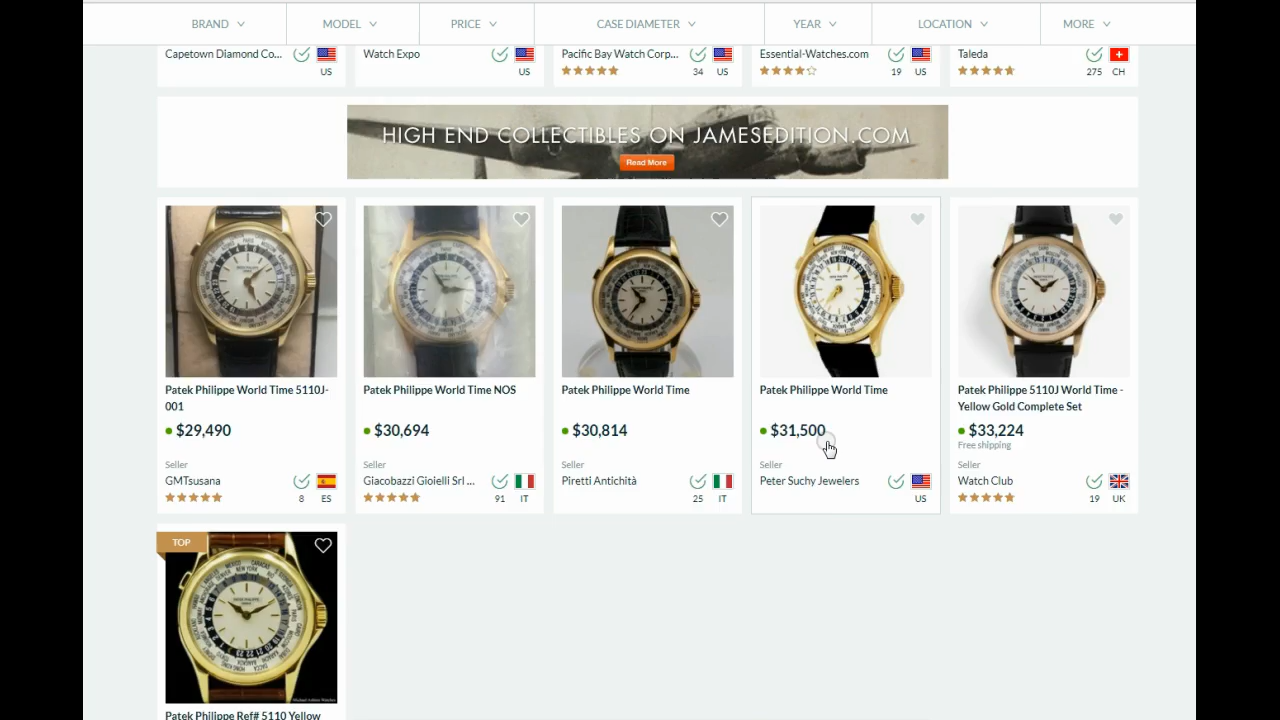 BRAND MODEL PRICE CASE DIAMETER YEAR LOCATION MORE
Capetown Diamond Co... US
Watch Expo US
Pacific Bay Watch Corp... 34 US
Essential-Watches.com 19 US
Taleda 275 CH
HIGH END COLLECTIBLES ON JAMESEDITION.COM
Read More
Patek Philippe World Time 5110J-
001
$29,490
Seller
GMTsusana
8 ES
Patek Philippe World Time NOS
$30,694
Seller
Giacobazzi Gioielli Srl ...
91 IT
Patek Philippe World Time
$30,814
Seller
Piretti Antichità
25 IT
Patek Philippe World Time
$31,500
Seller
Peter Suchy Jewelers
US
Patek Philippe 5110J World Time -
Yellow Gold Complete Set
$33,224
Free shipping
Seller
Watch Club
19 UK
TOP
Patek Philippe Ref# 5110 Yellow